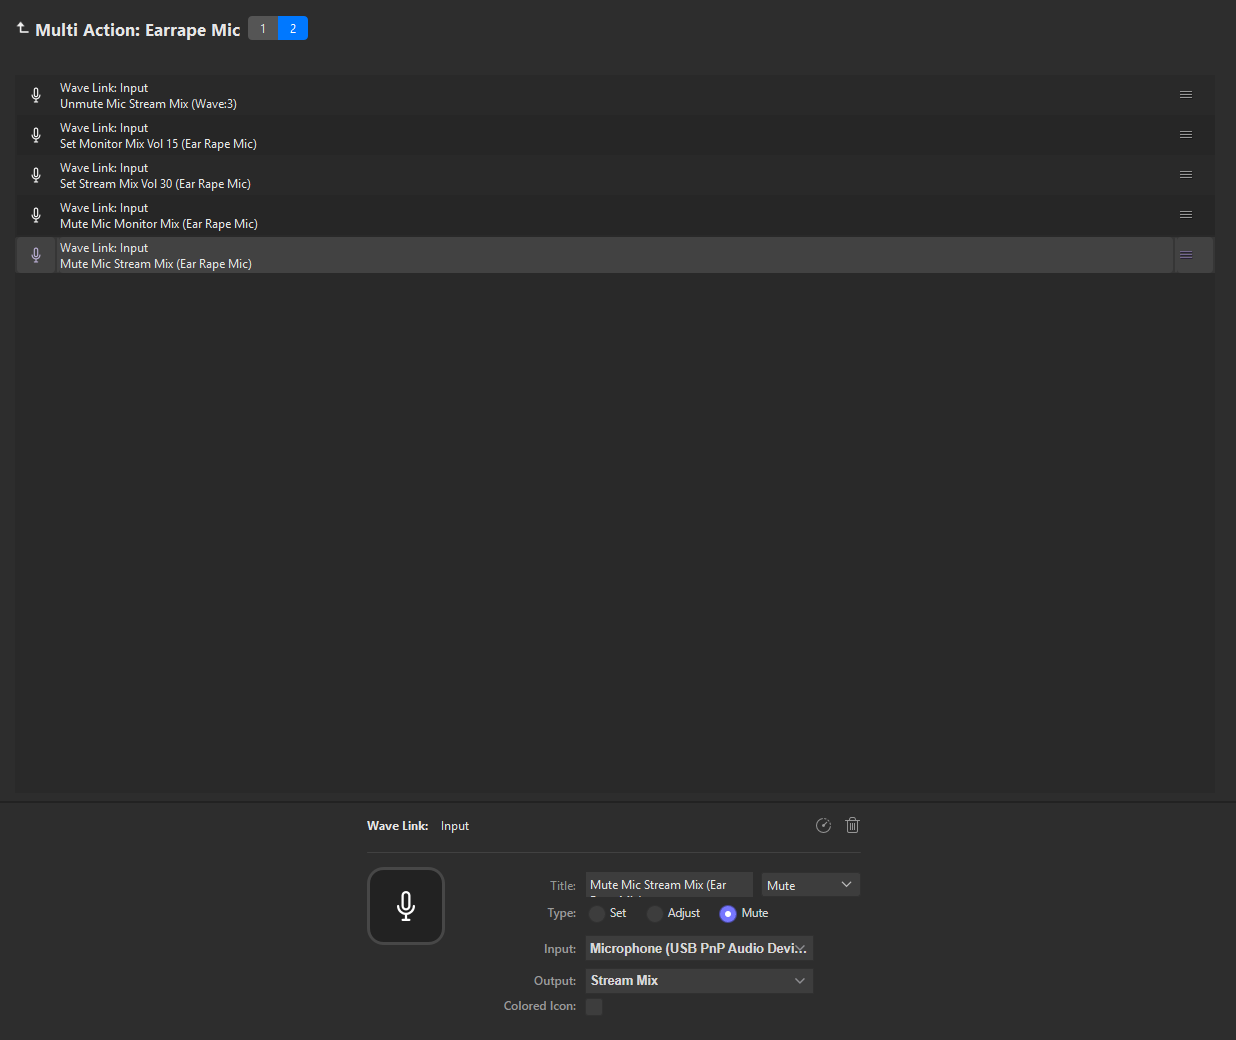 Multi Action: Earrape Mic 1 2
Wave Link: Input
Unmute Mic Stream Mix (Wave:3)
Wave Link: Input
Set Monitor Mix Vol 15 (Ear Rape Mic)
Wave Link: Input
Set Stream Mix Vol 30 (Ear Rape Mic)
Wave Link: Input
Mute Mic Monitor Mix (Ear Rape Mic)
Wave Link: Input
Mute Mic Stream Mix (Ear Rape Mic)
Wave Link: Input
Title: Mute Mic Stream Mix (Ear Mute
Type: Set Adjust Mute
Input: Microphone (USB PnP Audio Devi...
Output: Stream Mix
Colored Icon: